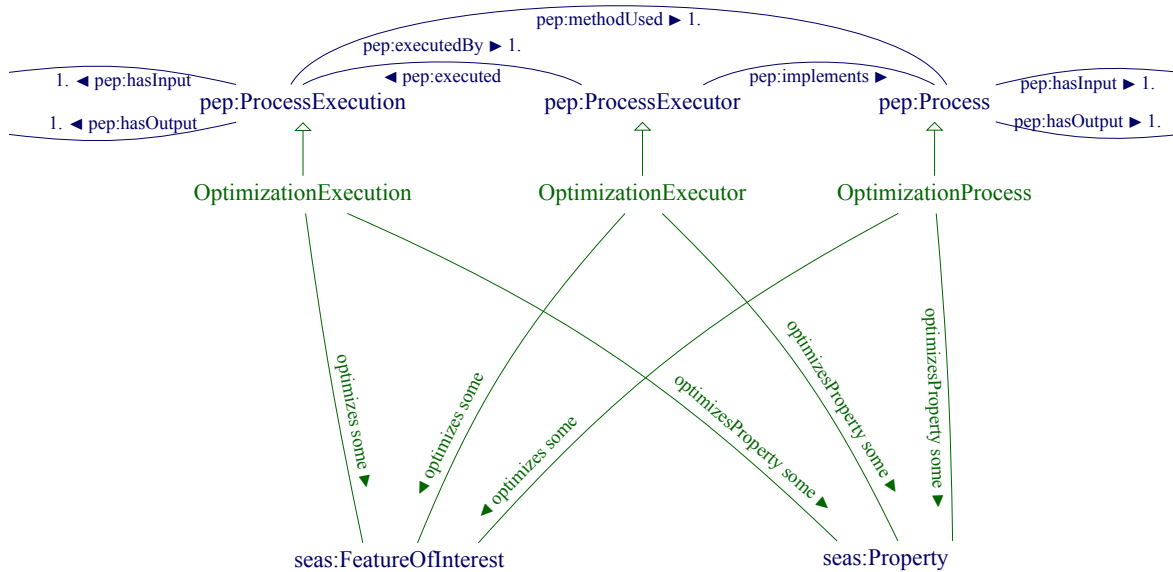 pep:methodUsed ► 1.
pep:executedBy ► 1.
1. ◄ pep:hasInput
◄ pep:executed
pep:implements ►
pep:hasInput ► 1.
pep:ProcessExecution
pep:ProcessExecutor
pep:Process
1. ◄ pep:hasOutput
pep:hasOutput ► 1.
OptimizationExecution
OptimizationExecutor
OptimizationProcess
optimizes some ►
◄ optimizes some
◄ optimizes some
optimizesProperty some ►
optimizesProperty some ►
optimizesProperty some ►
seas:FeatureOfInterest
seas:Property